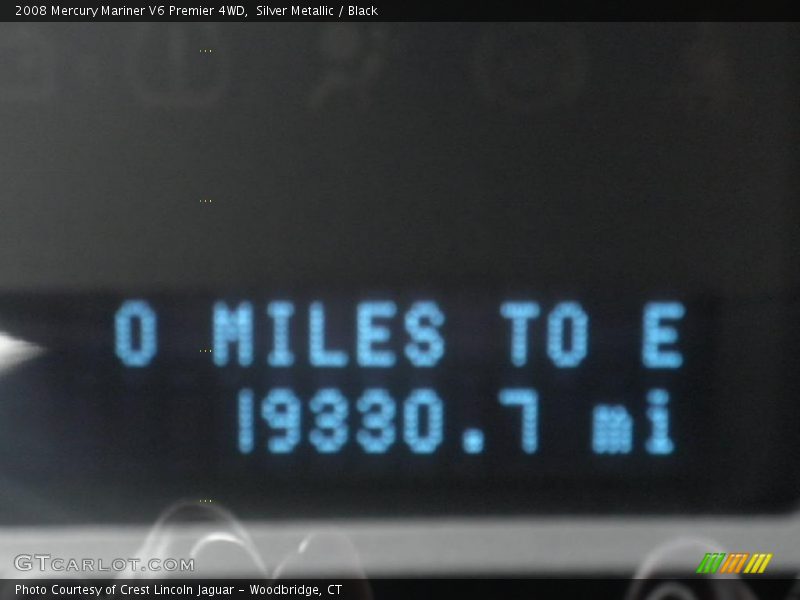 2008 Mercury Mariner V6 Premier 4WD,  Silver Metallic / Black
0 MILES TO E
19330.7 mi
GTCARLOT.COM
Photo Courtesy of Crest Lincoln Jaguar - Woodbridge, CT